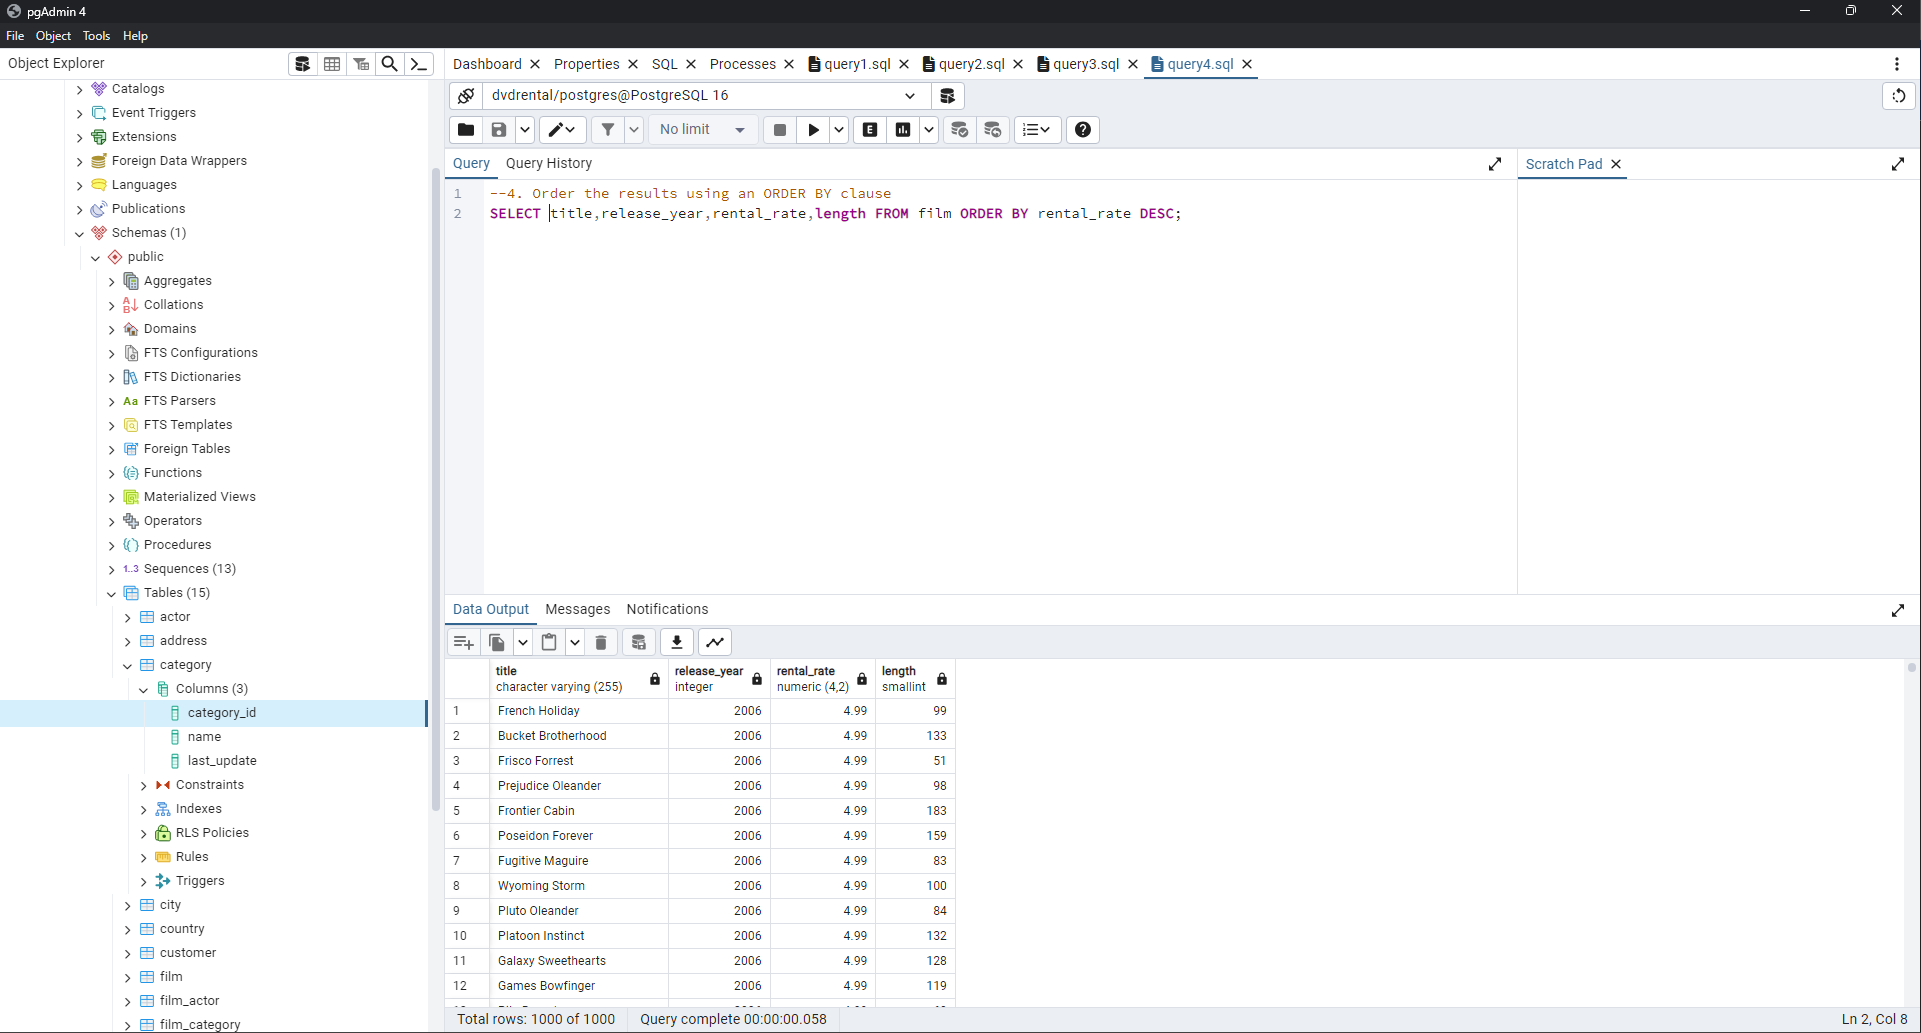 pgAdmin 4
File Object Tools Help
Object Explorer
Catalogs
Event Triggers
Extensions
Foreign Data Wrappers
Languages
Publications
Schemas (1)
public
Aggregates
Collations
Domains
FTS Configurations
FTS Dictionaries
Aa FTS Parsers
FTS Templates
Foreign Tables
Functions
Materialized Views
Operators
Procedures
1..3 Sequences (13)
Tables (15)
actor
address
category
Columns (3)
category_id
name
last_update
Constraints
Indexes
RLS Policies
Rules
Triggers
city
country
customer
film
film_actor
film_category
Dashboard Properties SQL Processes query1.sql query2.sql query3.sql query4.sql
dvdrental/postgres@PostgreSQL 16
No limit E
Query Query History
Scratch Pad
1 --4. Order the results using an ORDER BY clause
2 SELECT title,release_year,rental_rate,length FROM film ORDER BY rental_rate DESC;
Data Output Messages Notifications
title release_year rental_rate length
character varying (255) integer numeric (4,2) smallint
1 French Holiday 2006 4.99 99
2 Bucket Brotherhood 2006 4.99 133
3 Frisco Forrest 2006 4.99 51
4 Prejudice Oleander 2006 4.99 98
5 Frontier Cabin 2006 4.99 183
6 Poseidon Forever 2006 4.99 159
7 Fugitive Maguire 2006 4.99 83
8 Wyoming Storm 2006 4.99 100
9 Pluto Oleander 2006 4.99 84
10 Platoon Instinct 2006 4.99 132
11 Galaxy Sweethearts 2006 4.99 128
12 Games Bowfinger 2006 4.99 119
Total rows: 1000 of 1000 Query complete 00:00:00.058 Ln 2, Col 8